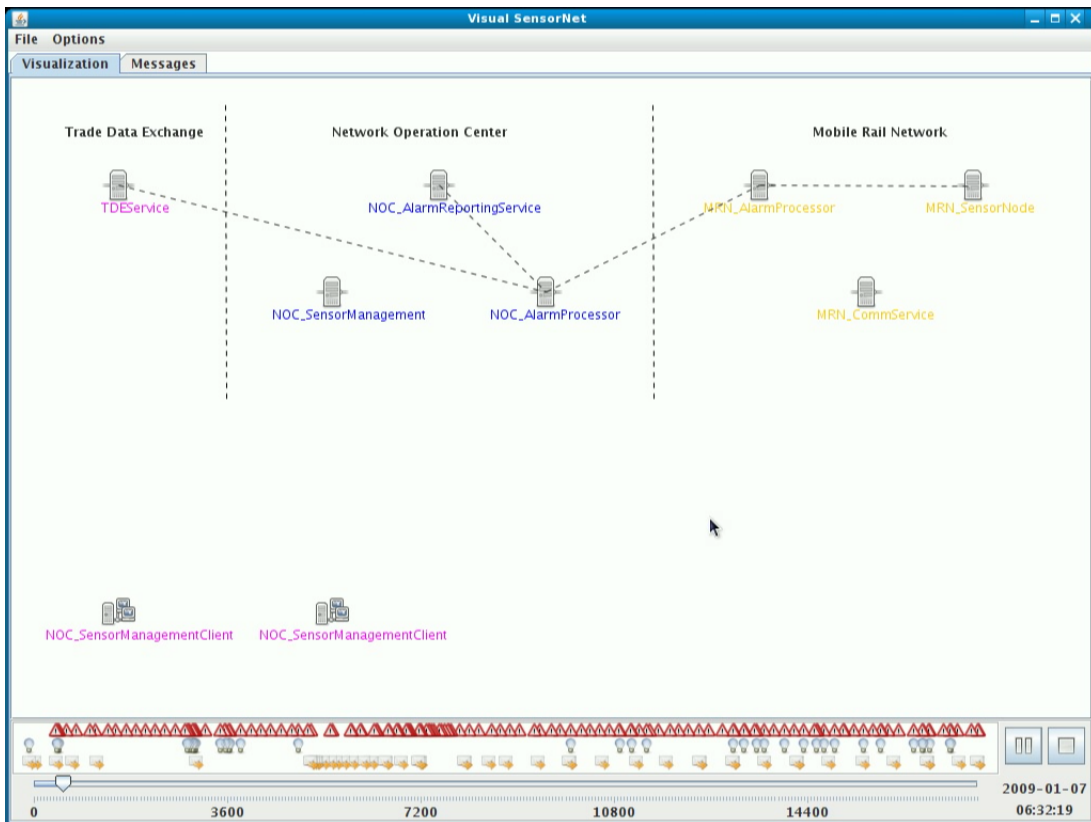 Visual SensorNet
File Options
Visualization Messages
Trade Data Exchange Network Operation Center Mobile Rail Network
TDEService NOC_AlarmReportingService MRN_AlarmProcessor MRN_SensorNode
NOC_SensorManagement NOC_AlarmProcessor MRN_CommService
NOC_SensorManagementClient NOC_SensorManagementClient
2009-01-07
0 3600 7200 10800 14400 06:32:19